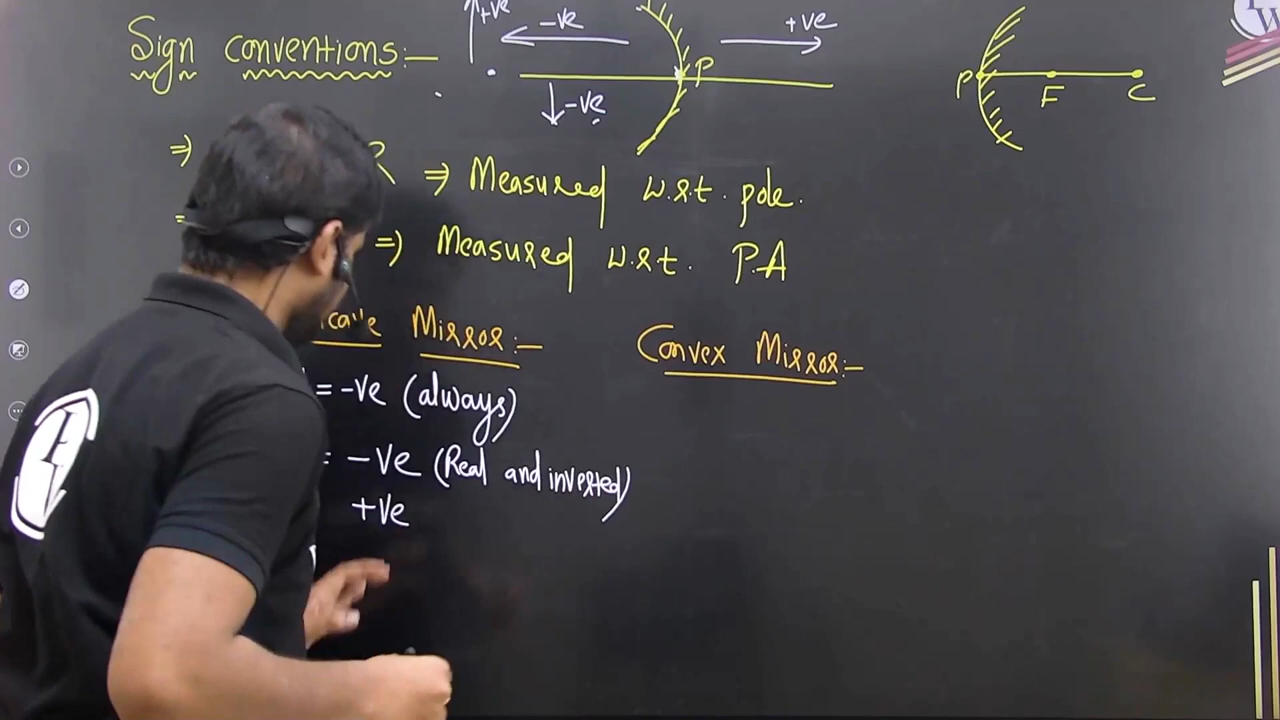 +ve
-ve
+ve
Sign conventions:-
P
-ve
P F C
⇒ R ⇒ Measured w.r.t. pole.
= ⇒ Measured w.r.t. P.A
Mirror:- Convex Mirror:-
= -ve (always)
= -ve (Real and inverted)
+ve